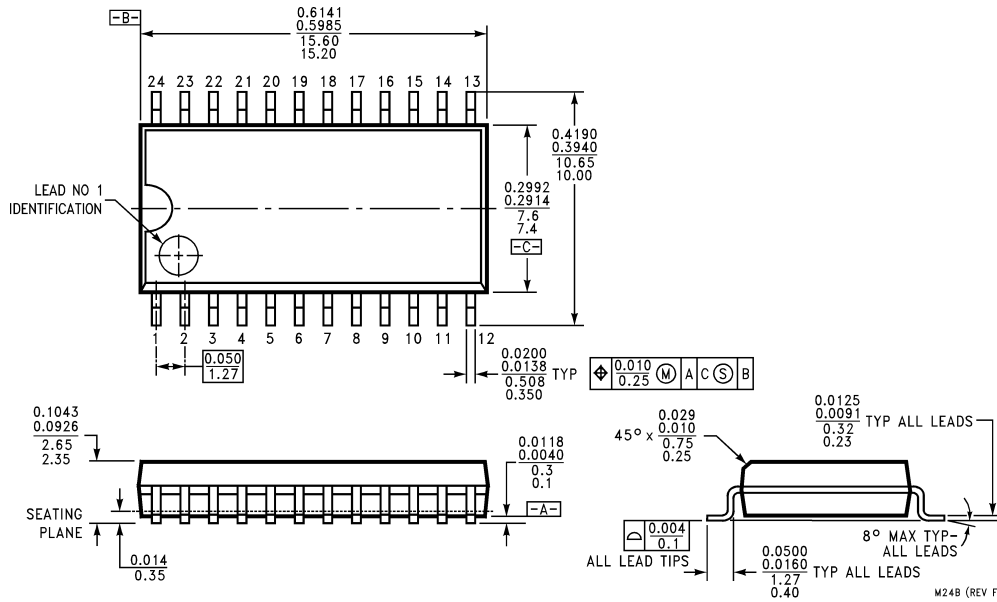 -B-
0.6141
0.5985
15.60
15.20
24 23 22 21 20 19 18 17 16 15 14 13
0.4190
0.3940
10.65
10.00
LEAD NO 1
IDENTIFICATION
0.2992
0.2914
7.6
7.4
-C-
1 2 3 4 5 6 7 8 9 10 11 12
0.050
1.27
0.0200
0.0138
0.508
0.350
TYP
0.010
0.25
M A C S B
0.1043
0.0926
2.65
2.35
0.0118
0.0040
0.3
0.1
-A-
SEATING
PLANE
0.014
0.35
45° x
0.029
0.010
0.75
0.25
0.0125
0.0091
0.32
0.23
TYP ALL LEADS
0.004
0.1
ALL LEAD TIPS
0.0500
0.0160
1.27
0.40
TYP ALL LEADS
8° MAX TYP-
ALL LEADS
M24B (REV F